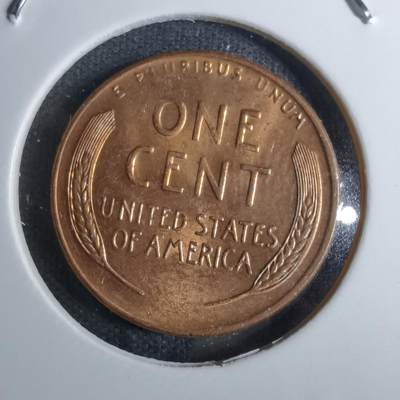 E·PLURIBUS·UNUM
ONE
CENT
UNITED STATES
OF AMERICA